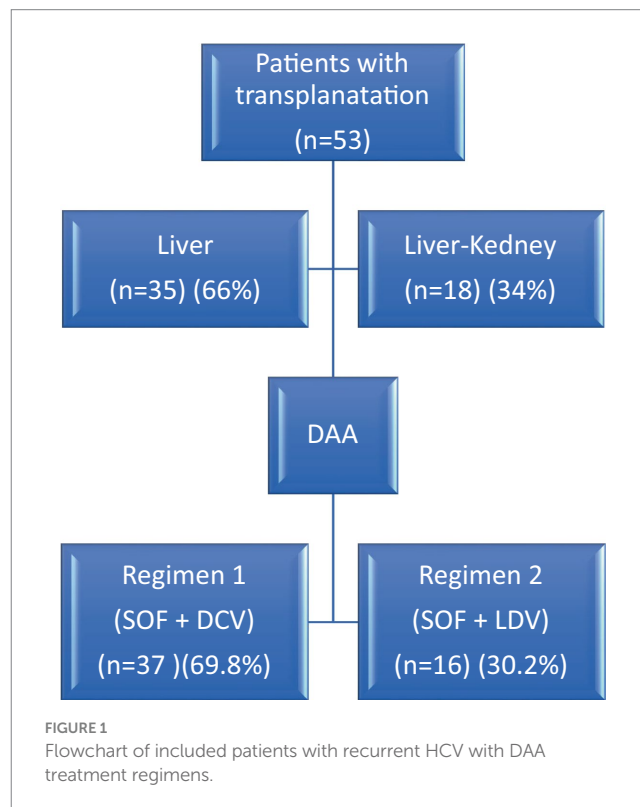 Patients with
transplanatation
(n=53)
Liver
(n=35) (66%)
Liver-Kedney
(n=18) (34%)
DAA
Regimen 1
(SOF + DCV)
(n=37 )(69.8%)
Regimen 2
(SOF + LDV)
(n=16) (30.2%)
FIGURE 1
Flowchart of included patients with recurrent HCV with DAA
treatment regimens.